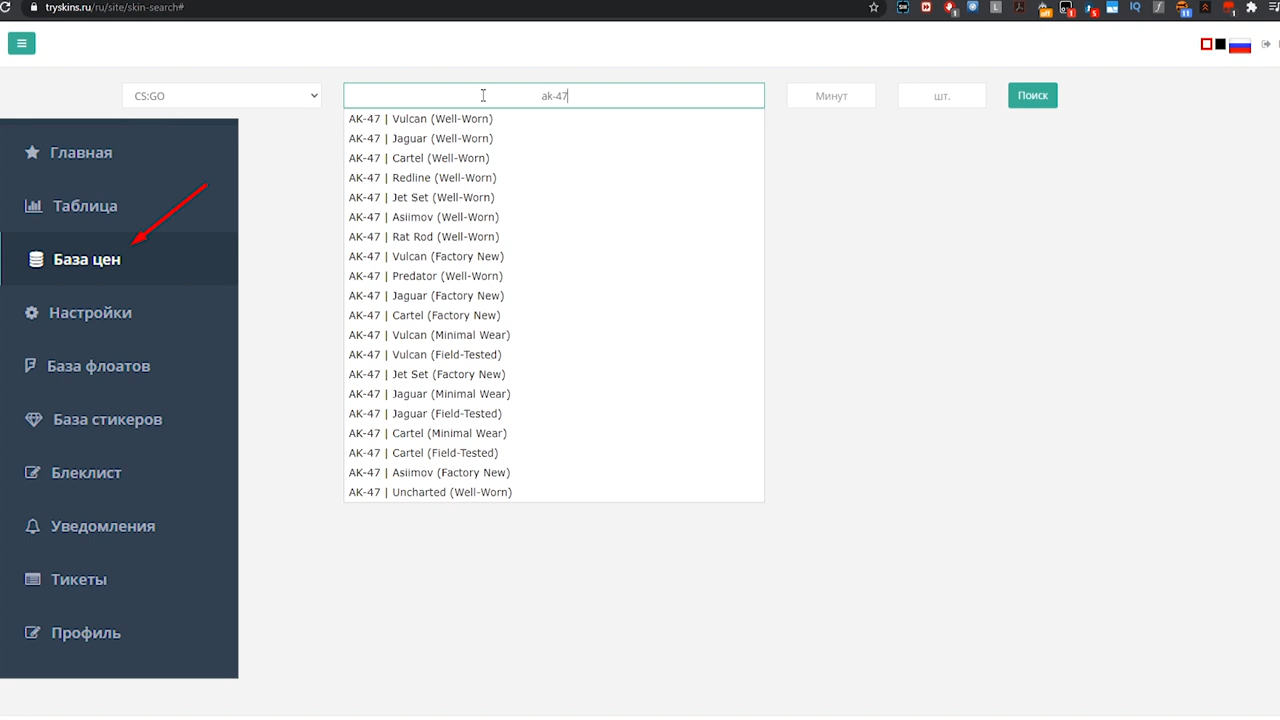 tryskins.ru/ru/site/skin-search#
CS:GO
ak-47
Минут
шт.
Поиск
AK-47 | Vulcan (Well-Worn)
AK-47 | Jaguar (Well-Worn)
AK-47 | Cartel (Well-Worn)
AK-47 | Redline (Well-Worn)
AK-47 | Jet Set (Well-Worn)
AK-47 | Asiimov (Well-Worn)
AK-47 | Rat Rod (Well-Worn)
AK-47 | Vulcan (Factory New)
AK-47 | Predator (Well-Worn)
AK-47 | Jaguar (Factory New)
AK-47 | Cartel (Factory New)
AK-47 | Vulcan (Minimal Wear)
AK-47 | Vulcan (Field-Tested)
AK-47 | Jet Set (Factory New)
AK-47 | Jaguar (Minimal Wear)
AK-47 | Jaguar (Field-Tested)
AK-47 | Cartel (Minimal Wear)
AK-47 | Cartel (Field-Tested)
AK-47 | Asiimov (Factory New)
AK-47 | Uncharted (Well-Worn)
Главная
Таблица
База цен
Настройки
База флоатов
База стикеров
Блеклист
Уведомления
Тикеты
Профиль